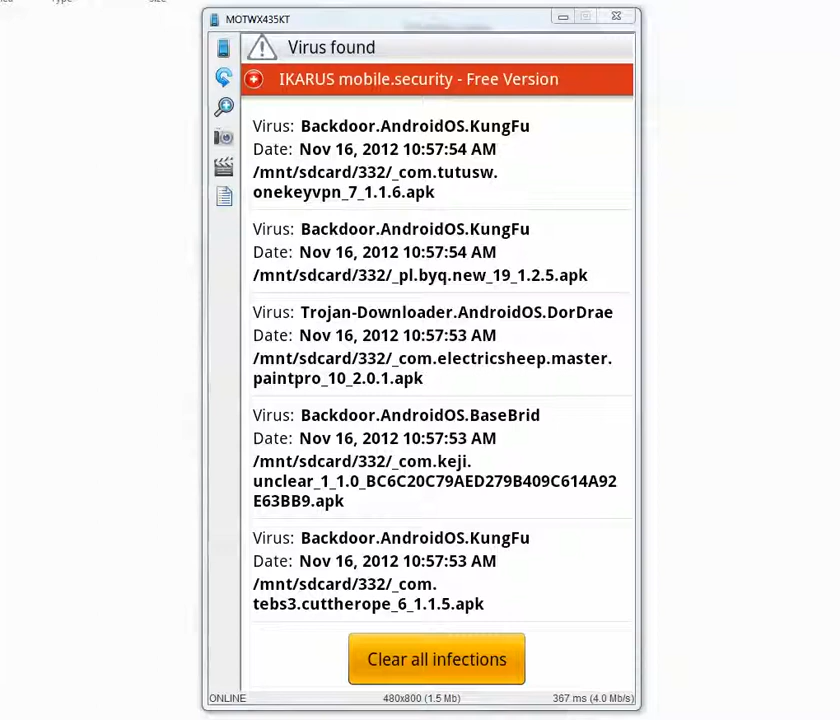 MOTWX435KT
Virus found
IKARUS mobile.security - Free Version
Virus: Backdoor.AndroidOS.KungFu
Date: Nov 16, 2012 10:57:54 AM
/mnt/sdcard/332/_com.tutusw.
onekeyvpn_7_1.1.6.apk
Virus: Backdoor.AndroidOS.KungFu
Date: Nov 16, 2012 10:57:54 AM
/mnt/sdcard/332/_pl.byq.new_19_1.2.5.apk
Virus: Trojan-Downloader.AndroidOS.DorDrae
Date: Nov 16, 2012 10:57:53 AM
/mnt/sdcard/332/_com.electricsheep.master.
paintpro_10_2.0.1.apk
Virus: Backdoor.AndroidOS.BaseBrid
Date: Nov 16, 2012 10:57:53 AM
/mnt/sdcard/332/_com.keji.
unclear_1_1.0_BC6C20C79AED279B409C614A92
E63BB9.apk
Virus: Backdoor.AndroidOS.KungFu
Date: Nov 16, 2012 10:57:53 AM
/mnt/sdcard/332/_com.
tebs3.cuttherope_6_1.1.5.apk
Clear all infections
ONLINE 480x800 (1.5 Mb) 367 ms (4.0 Mb/s)